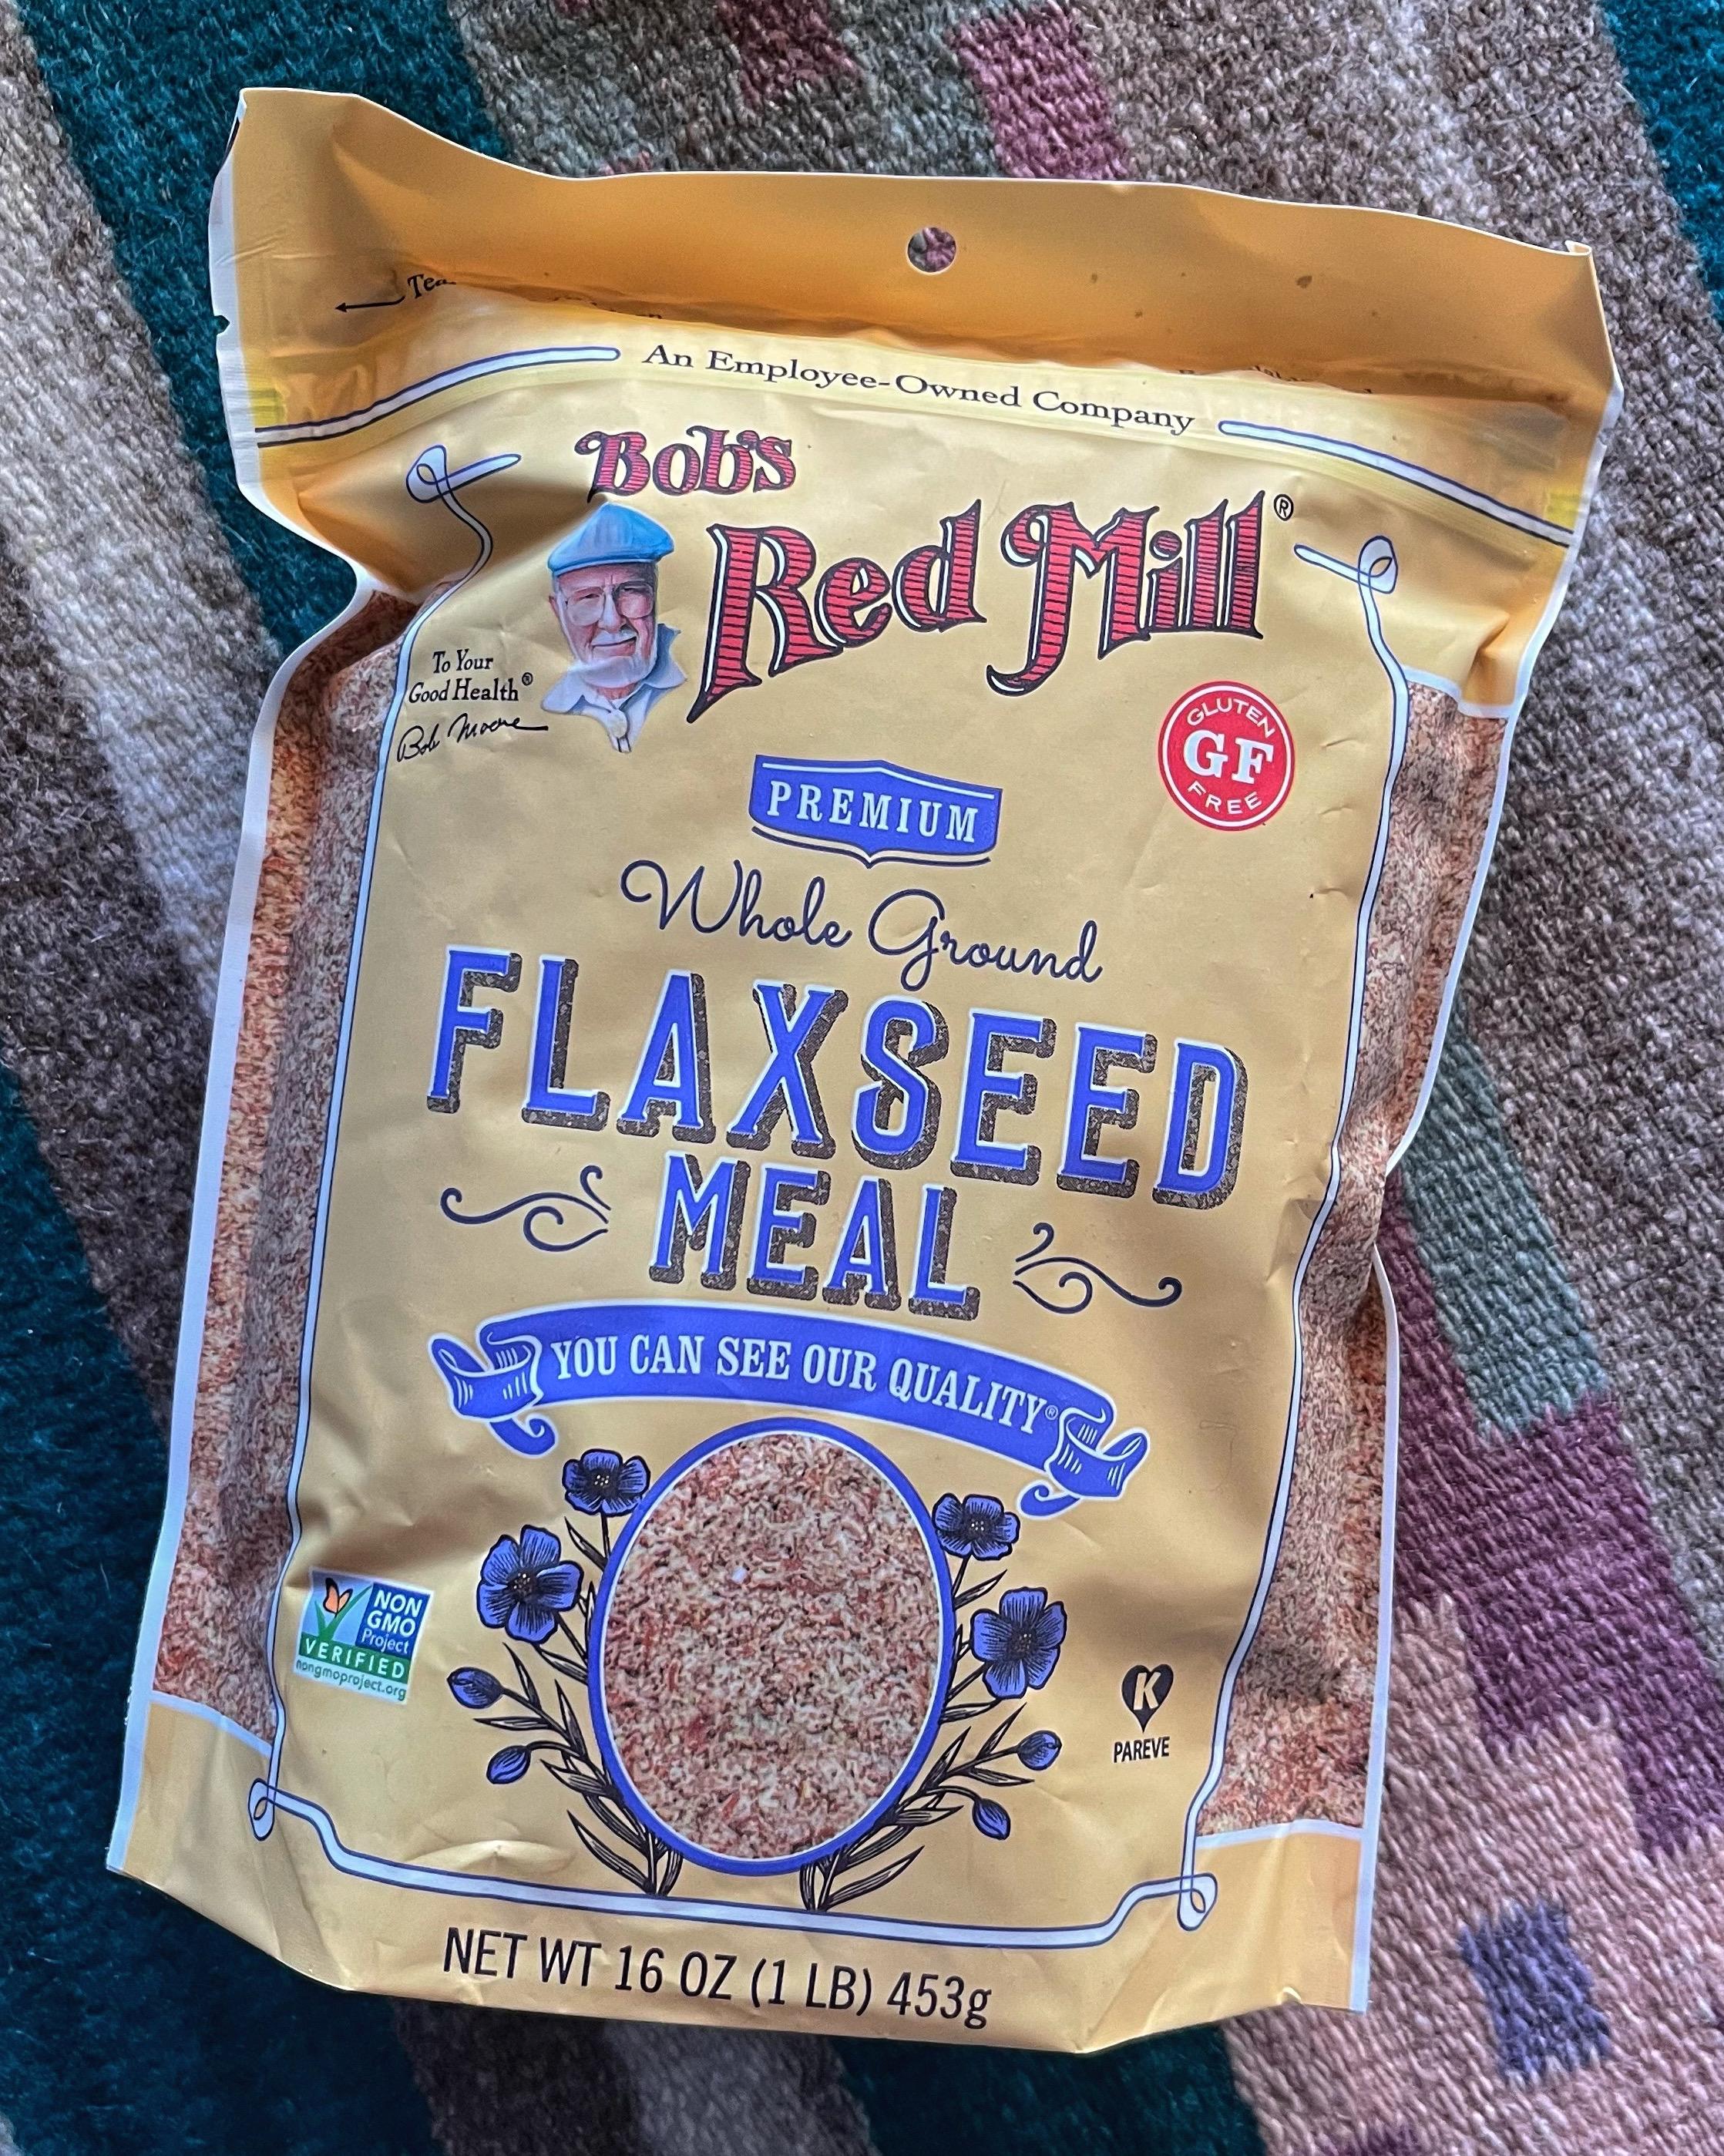 An Employee-Owned Company
Bob's
Red Mill®
To Your
Good Health®
Bob Moore
GLUTEN
GF
FREE
PREMIUM
Whole Ground
FLAXSEED
MEAL
YOU CAN SEE OUR QUALITY®
NON
GMO
Project
VERIFIED
nongmoproject.org
K
PAREVE
NET WT 16 OZ (1 LB) 453g